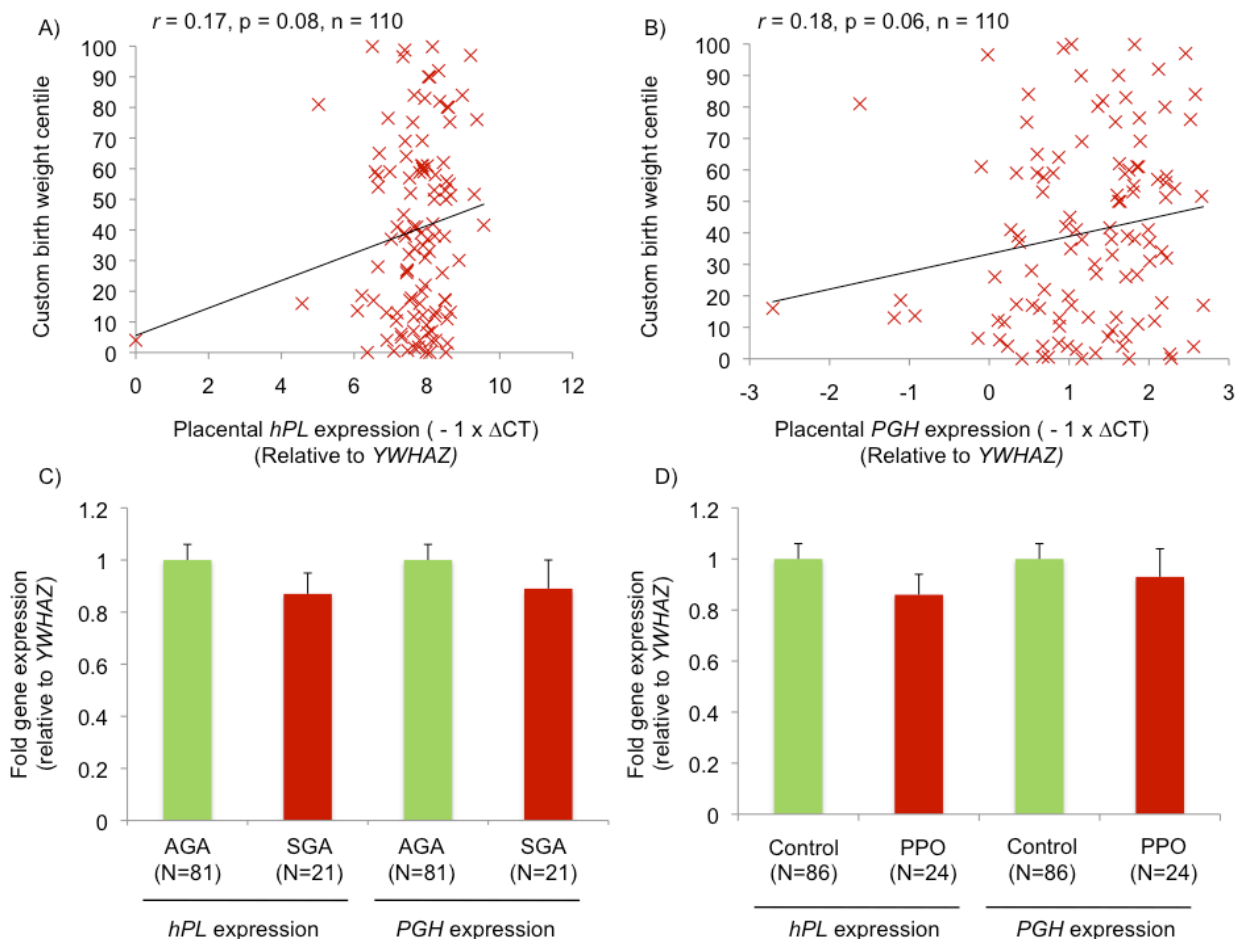 A)
r = 0.17, p = 0.08, n = 110
Custom birth weight centile
100
90
80
70
60
50
40
30
20
10
0
0 2 4 6 8 10 12
Placental hPL expression ( - 1 x ΔCT)
(Relative to YWHAZ)
B)
r = 0.18, p = 0.06, n = 110
Custom birth weight centile
100
90
80
70
60
50
40
30
20
10
0
-3 -2 -1 0 1 2 3
Placental PGH expression ( - 1 x ΔCT)
(Relative to YWHAZ)
C)
Fold gene expression
(relative to YWHAZ)
1.2
1
0.8
0.6
0.4
0.2
0
AGA SGA AGA SGA
(N=81) (N=21) (N=81) (N=21)
hPL expression PGH expression
D)
Fold gene expression
(relative to YWHAZ)
1.2
1
0.8
0.6
0.4
0.2
0
Control PPO Control PPO
(N=86) (N=24) (N=86) (N=24)
hPL expression PGH expression